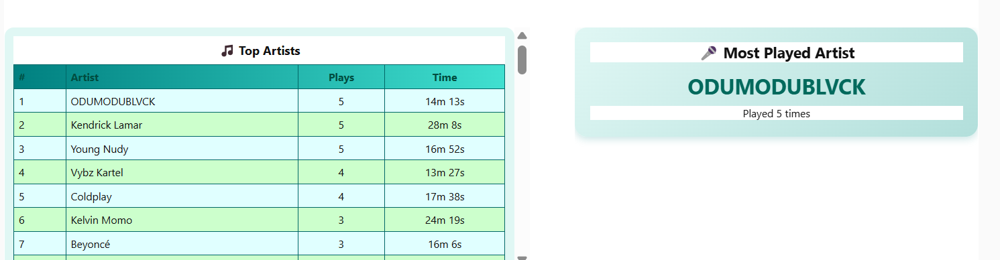 🎵 Top Artists
# Artist Plays Time
1 ODUMODUBLVCK 5 14m 13s
2 Kendrick Lamar 5 28m 8s
3 Young Nudy 5 16m 52s
4 Vybz Kartel 4 13m 27s
5 Coldplay 4 17m 38s
6 Kelvin Momo 3 24m 19s
7 Beyoncé 3 16m 6s
🎤 Most Played Artist
ODUMODUBLVCK
Played 5 times